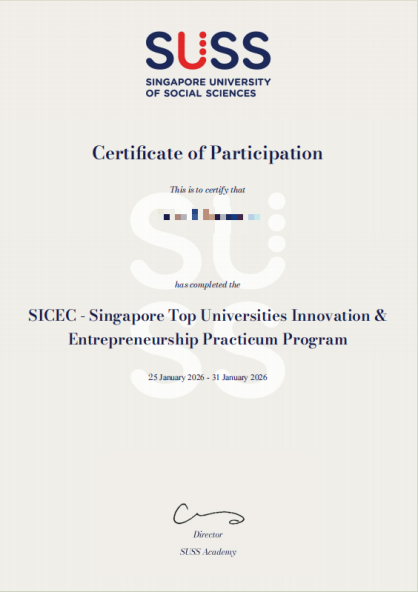 SUSS
SINGAPORE UNIVERSITY
OF SOCIAL SCIENCES
Certificate of Participation
This is to certify that
has completed the
SICEC - Singapore Top Universities Innovation &
Entrepreneurship Practicum Program
25 January 2026 - 31 January 2026
Director
SUSS Academy